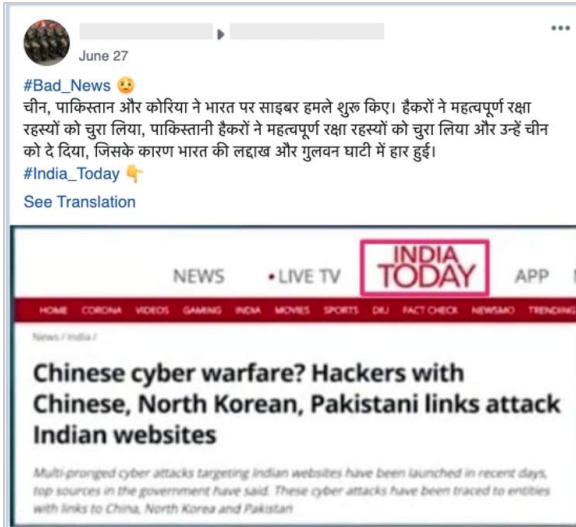 June 27
#Bad_News 😟
चीन, पाकिस्तान और कोरिया ने भारत पर साइबर हमले शुरू किए। हैकरों ने महत्वपूर्ण रक्षा
रहस्यों को चुरा लिया, पाकिस्तानी हैकरों ने महत्वपूर्ण रक्षा रहस्यों को चुरा लिया और उन्हें चीन
को दे दिया, जिसके कारण भारत की लद्दाख और गुलवन घाटी में हार हुई।
#India_Today 👇
See Translation
NEWS • LIVE TV INDIA TODAY APP
HOME CORONA VIDEOS GAMING INDIA MOVIES SPORTS DIU FACT CHECK NEWSMO TRENDING
News / India /
Chinese cyber warfare? Hackers with
Chinese, North Korean, Pakistani links attack
Indian websites
Multi-pronged cyber attacks targeting Indian websites have been launched in recent days,
top sources in the government have said. These cyber attacks have been traced to entities
with links to China, North Korea and Pakistan